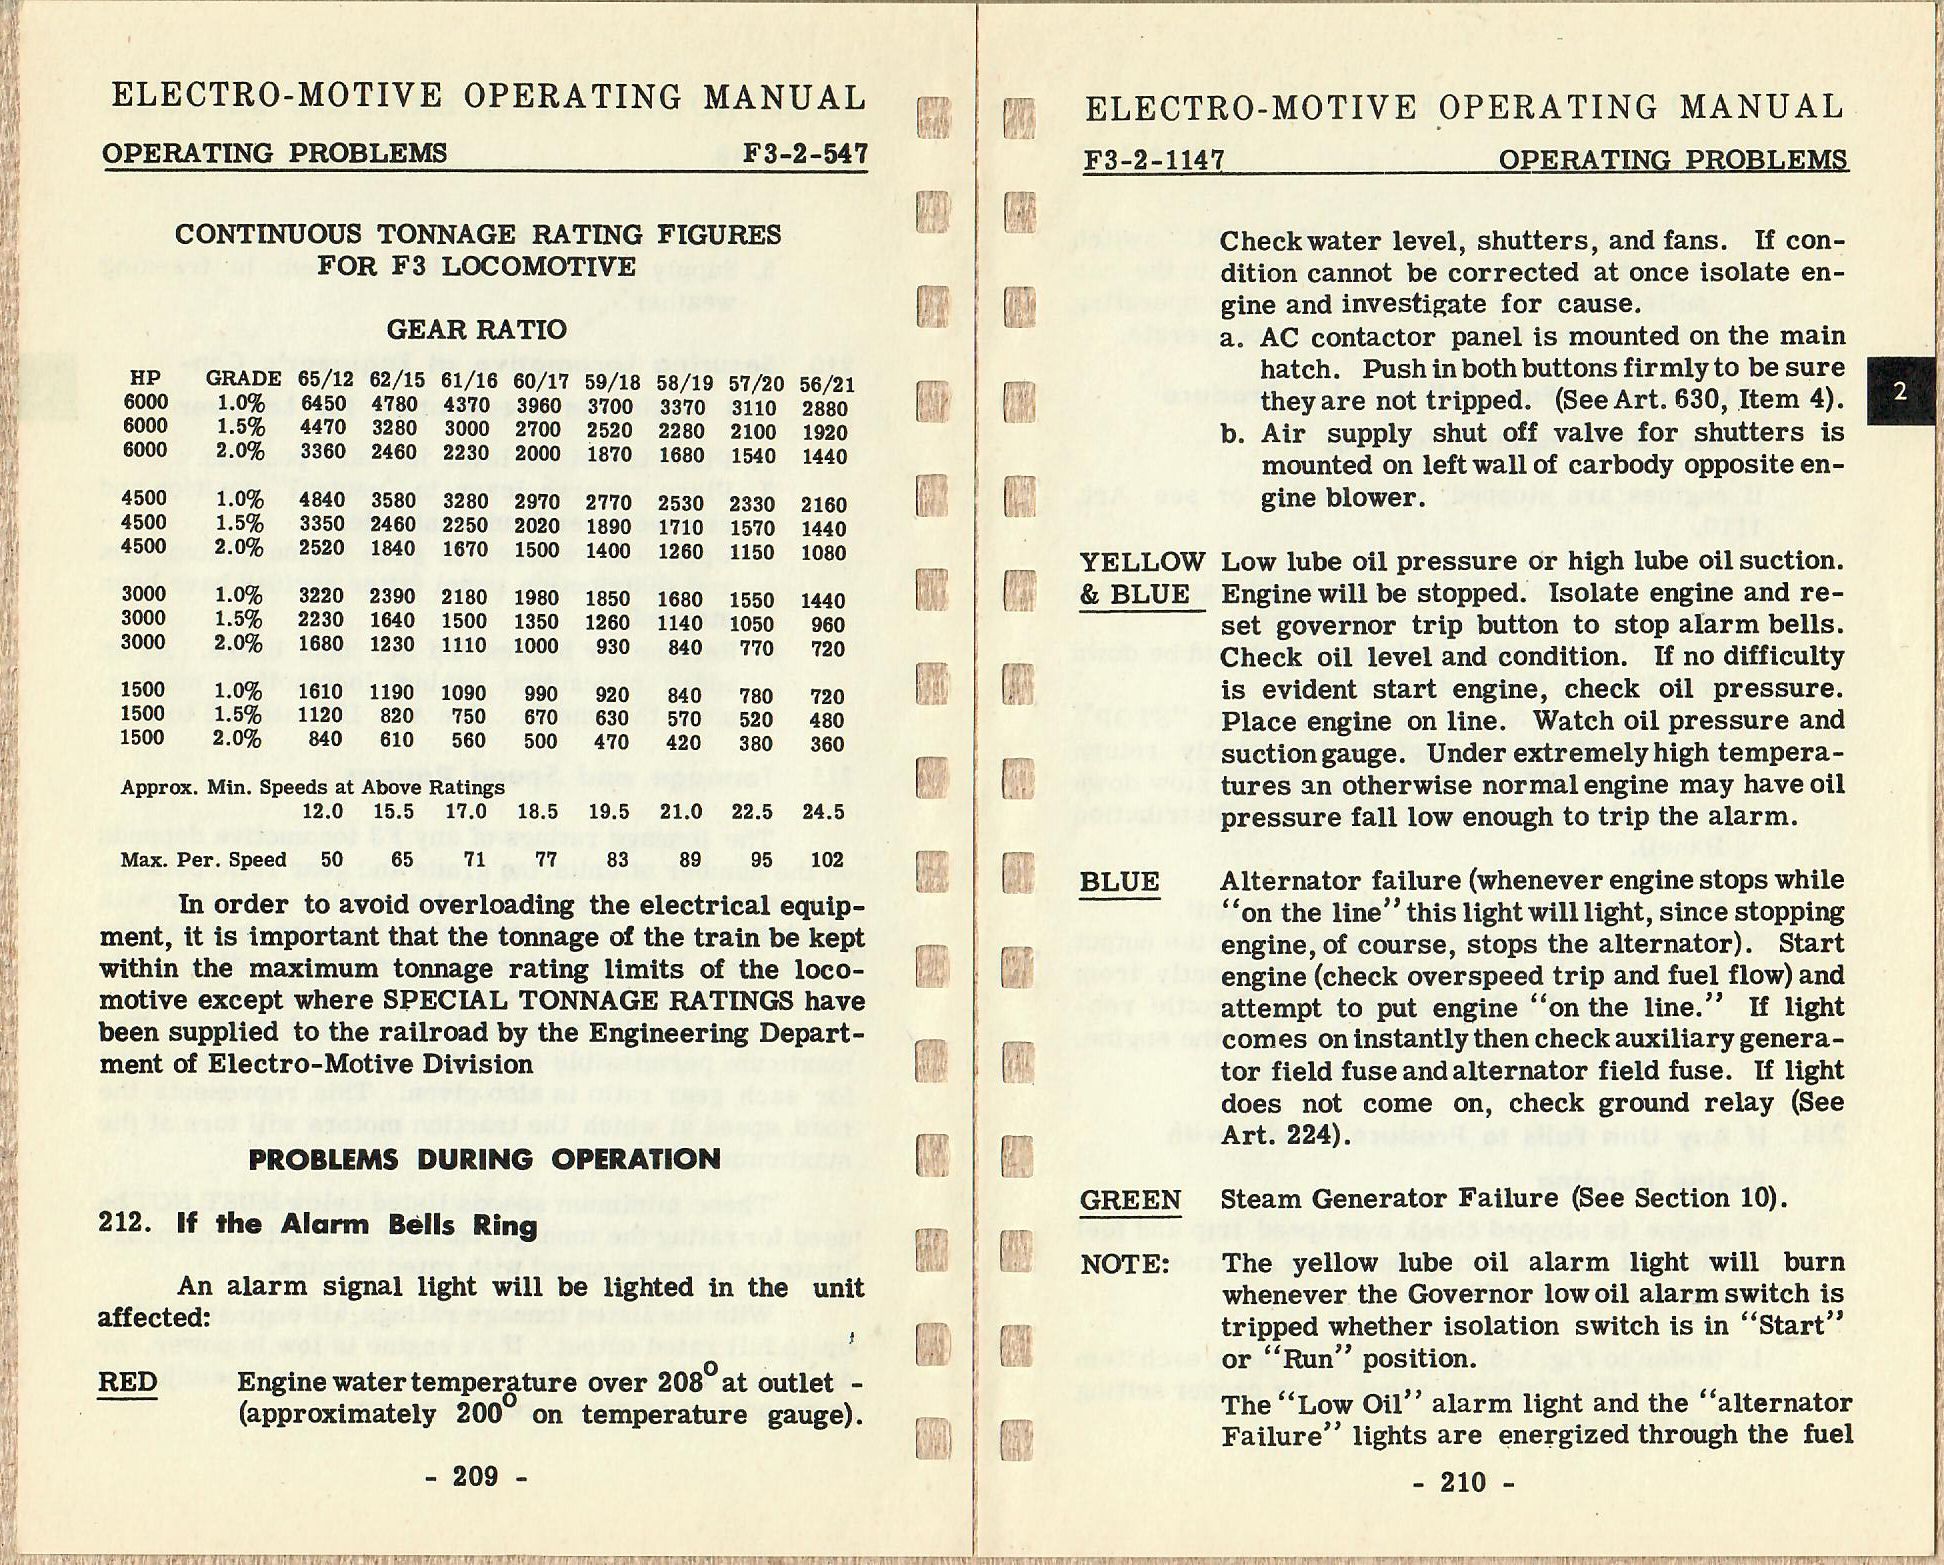 ELECTRO-MOTIVE OPERATING MANUAL
OPERATING PROBLEMS F3-2-547
CONTINUOUS TONNAGE RATING FIGURES
FOR F3 LOCOMOTIVE
GEAR RATIO
HP GRADE 65/12 62/15 61/16 60/17 59/18 58/19 57/20 56/21
6000 1.0% 6450 4780 4370 3960 3700 3370 3110 2880
6000 1.5% 4470 3280 3000 2700 2520 2280 2100 1920
6000 2.0% 3360 2460 2230 2000 1870 1680 1540 1440
4500 1.0% 4840 3580 3280 2970 2770 2530 2330 2160
4500 1.5% 3350 2460 2250 2020 1890 1710 1570 1440
4500 2.0% 2520 1840 1670 1500 1400 1260 1150 1080
3000 1.0% 3220 2390 2180 1980 1850 1680 1550 1440
3000 1.5% 2230 1640 1500 1350 1260 1140 1050 960
3000 2.0% 1680 1230 1110 1000 930 840 770 720
1500 1.0% 1610 1190 1090 990 920 840 780 720
1500 1.5% 1120 820 750 670 630 570 520 480
1500 2.0% 840 610 560 500 470 420 380 360
Approx. Min. Speeds at Above Ratings
12.0 15.5 17.0 18.5 19.5 21.0 22.5 24.5
Max. Per. Speed 50 65 71 77 83 89 95 102
In order to avoid overloading the electrical equip-
ment, it is important that the tonnage of the train be kept
within the maximum tonnage rating limits of the loco-
motive except where SPECIAL TONNAGE RATINGS have
been supplied to the railroad by the Engineering Depart-
ment of Electro-Motive Division
PROBLEMS DURING OPERATION
212. If the Alarm Bells Ring
An alarm signal light will be lighted in the unit
affected:
RED Engine water temperature over 208° at outlet -
(approximately 200° on temperature gauge).
- 209 -
ELECTRO-MOTIVE OPERATING MANUAL
F3-2-1147 OPERATING PROBLEMS
Check water level, shutters, and fans. If con-
dition cannot be corrected at once isolate en-
gine and investigate for cause.
a. AC contactor panel is mounted on the main
hatch. Push in both buttons firmly to be sure
they are not tripped. (See Art. 630, Item 4).
2
b. Air supply shut off valve for shutters is
mounted on left wall of carbody opposite en-
gine blower.
YELLOW Low lube oil pressure or high lube oil suction.
& BLUE Engine will be stopped. Isolate engine and re-
set governor trip button to stop alarm bells.
Check oil level and condition. If no difficulty
is evident start engine, check oil pressure.
Place engine on line. Watch oil pressure and
suction gauge. Under extremely high tempera-
tures an otherwise normal engine may have oil
pressure fall low enough to trip the alarm.
BLUE Alternator failure (whenever engine stops while
"on the line" this light will light, since stopping
engine, of course, stops the alternator). Start
engine (check overspeed trip and fuel flow) and
attempt to put engine "on the line." If light
comes on instantly then check auxiliary genera-
tor field fuse and alternator field fuse. If light
does not come on, check ground relay (See
Art. 224).
GREEN Steam Generator Failure (See Section 10).
NOTE: The yellow lube oil alarm light will burn
whenever the Governor low oil alarm switch is
tripped whether isolation switch is in "Start"
or "Run" position.
The "Low Oil" alarm light and the "alternator
Failure" lights are energized through the fuel
- 210 -